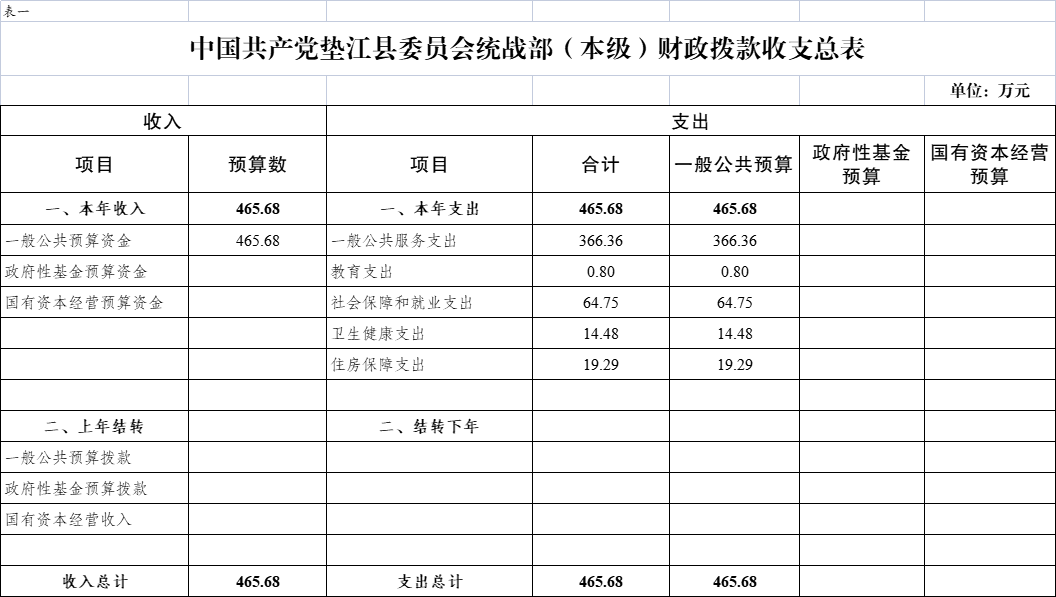 表一
中国共产党垫江县委员会统战部（本级）财政拨款收支总表
单位：万元
收入 支出
项目 预算数 项目 合计 一般公共预算 政府性基金预算 国有资本经营预算
一、本年收入 465.68 一、本年支出 465.68 465.68
一般公共预算资金 465.68 一般公共服务支出 366.36 366.36
政府性基金预算资金 教育支出 0.80 0.80
国有资本经营预算资金 社会保障和就业支出 64.75 64.75
卫生健康支出 14.48 14.48
住房保障支出 19.29 19.29
二、上年结转 二、结转下年
一般公共预算拨款
政府性基金预算拨款
国有资本经营收入
收入总计 465.68 支出总计 465.68 465.68